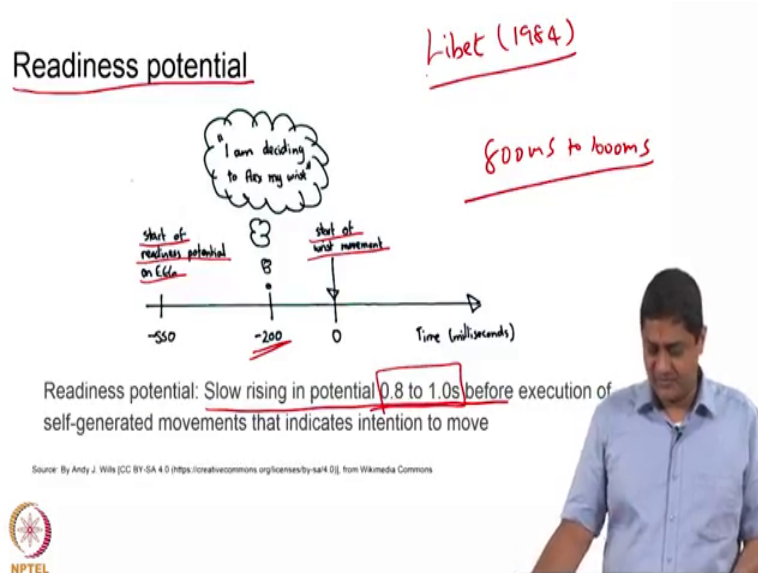 Libet (1984)
Readiness potential
"I am deciding
to flex my wrist"
800ms to 600ms
start of
readiness potential
on EEG
start of
wrist movement
-550
-200
0
Time (milliseconds)
Readiness potential: Slow rising in potential 0.8 to 1.0s before execution of
self-generated movements that indicates intention to move
Source: By Andy J. Wills [CC BY-SA 4.0 (https://creativecommons.org/licenses/by-sa/4.0)], from Wikimedia Commons
NPTEL